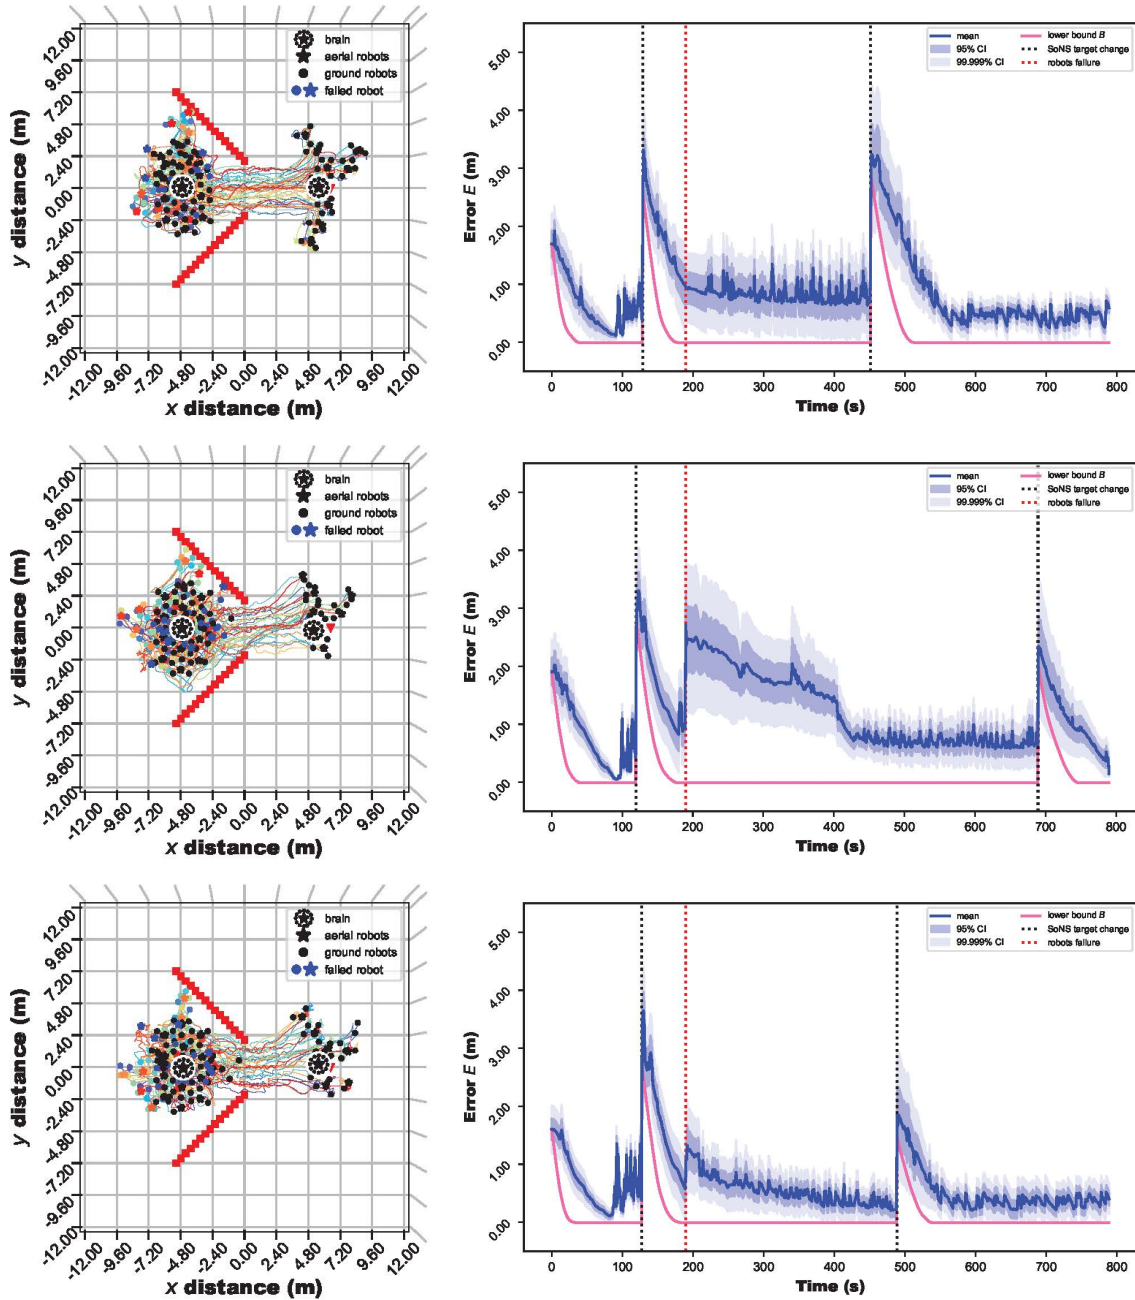 12.00
9.60
7.20
4.80
2.40
0.00
-2.40
-4.80
-7.20
-9.60
-12.00
y distance (m)
brain
aerial robots
ground robots
failed robot
-12.00 -9.60 -7.20 -4.80 -2.40 0.00 2.40 4.80 7.20 9.60 12.00
x distance (m)
5.00
4.00
3.00
2.00
1.00
0.00
Error E (m)
mean
95% CI
99.999% CI
lower bound B
SoNS target change
robots failure
0 100 200 300 400 500 600 700 800
Time (s)
12.00
9.60
7.20
4.80
2.40
0.00
-2.40
-4.80
-7.20
-9.60
-12.00
y distance (m)
brain
aerial robots
ground robots
failed robot
-12.00 -9.60 -7.20 -4.80 -2.40 0.00 2.40 4.80 7.20 9.60 12.00
x distance (m)
5.00
4.00
3.00
2.00
1.00
0.00
Error E (m)
mean
95% CI
99.999% CI
lower bound B
SoNS target change
robots failure
0 100 200 300 400 500 600 700 800
Time (s)
12.00
9.60
7.20
4.80
2.40
0.00
-2.40
-4.80
-7.20
-9.60
-12.00
y distance (m)
brain
aerial robots
ground robots
failed robot
-12.00 -9.60 -7.20 -4.80 -2.40 0.00 2.40 4.80 7.20 9.60 12.00
x distance (m)
5.00
4.00
3.00
2.00
1.00
0.00
Error E (m)
mean
95% CI
99.999% CI
lower bound B
SoNS target change
robots failure
0 100 200 300 400 500 600 700 800
Time (s)